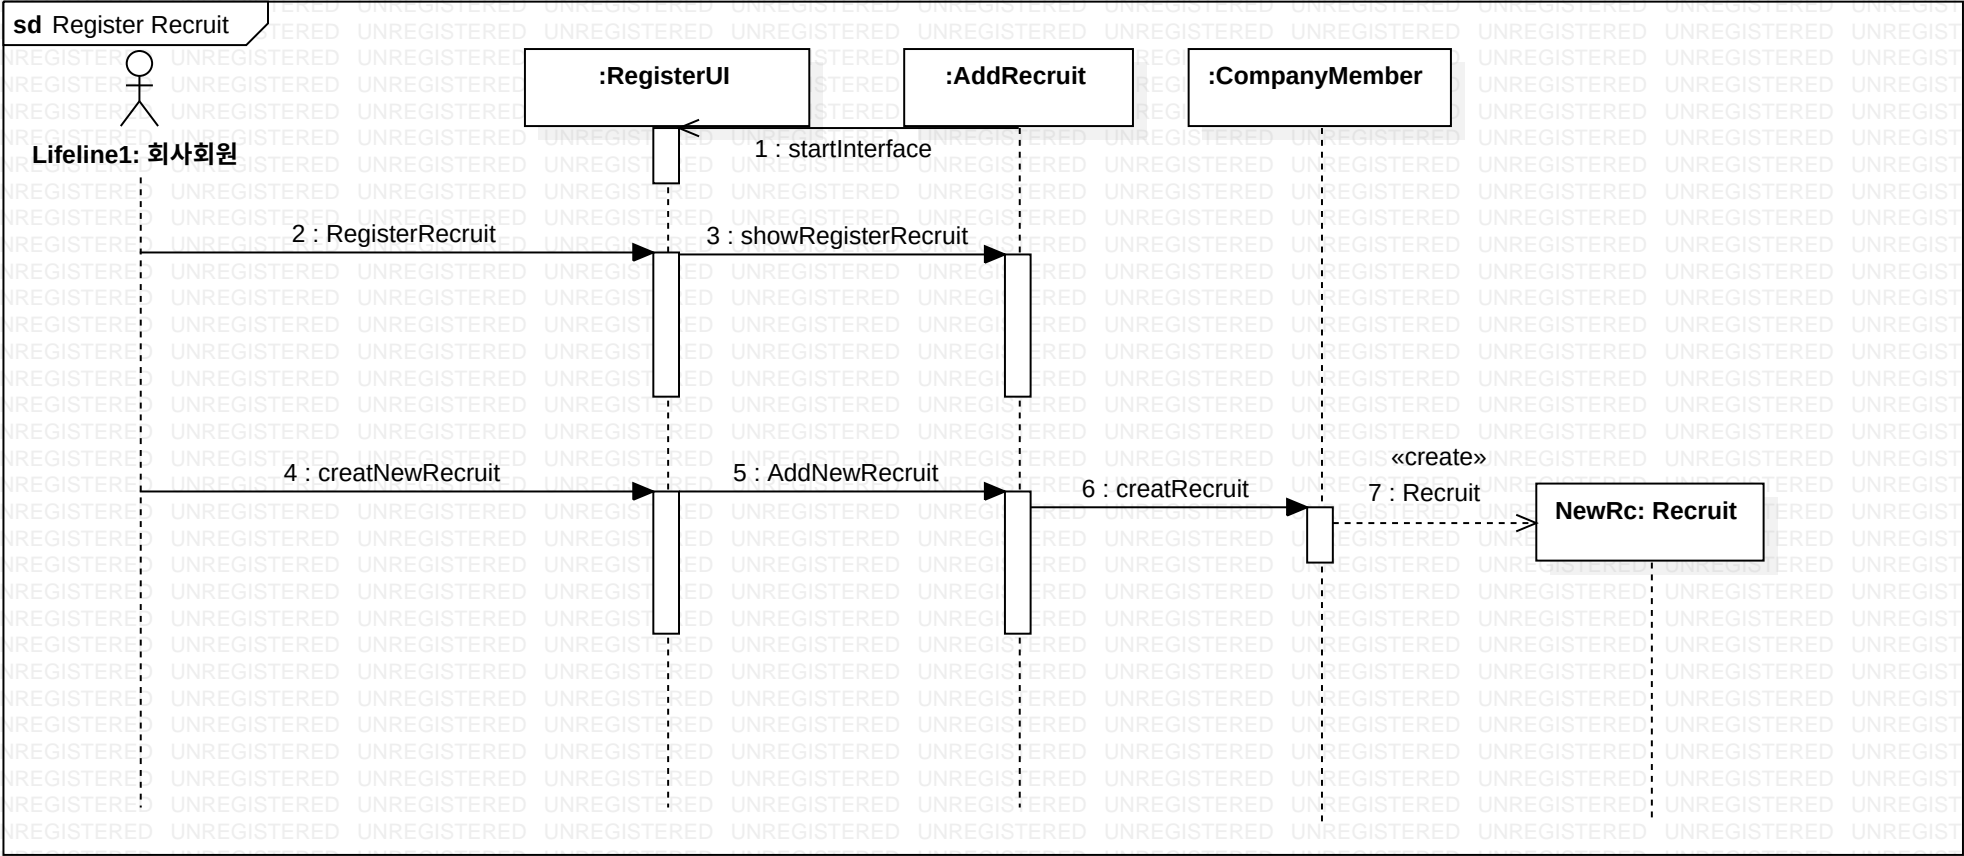 sd Register Recruit
:RegisterUI
:AddRecruit
:CompanyMember
Lifeline1: 회사회원
1 : startInterface
2 : RegisterRecruit
3 : showRegisterRecruit
4 : creatNewRecruit
5 : AddNewRecruit
6 : creatRecruit
«create»
7 : Recruit
NewRc: Recruit
UNREGISTERED